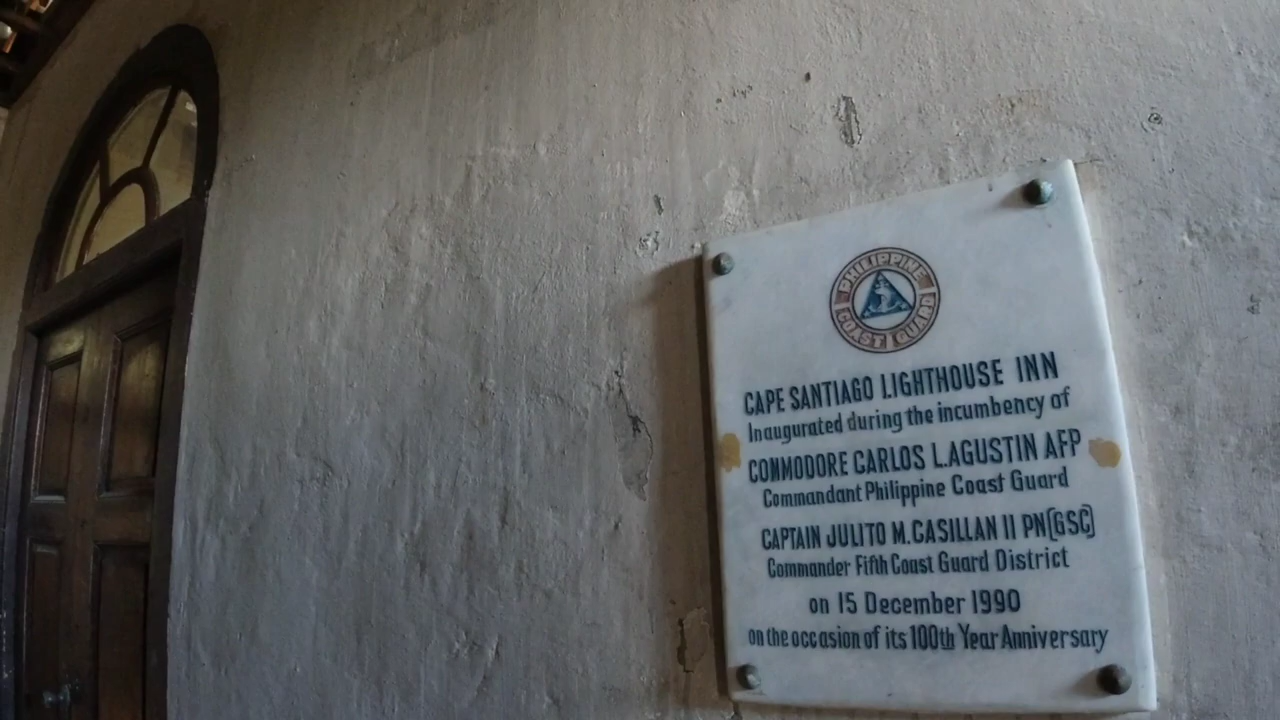 PHILIPPINE
COAST GUARD
CAPE SANTIAGO LIGHTHOUSE INN
Inaugurated during the incumbency of
COMMODORE CARLOS L.AGUSTIN AFP
Commandant Philippine Coast Guard
CAPTAIN JULITO M.CASILLAN II PN(GSC)
Commander Fifth Coast Guard District
on 15 December 1990
on the occasion of its 100th Year Anniversary